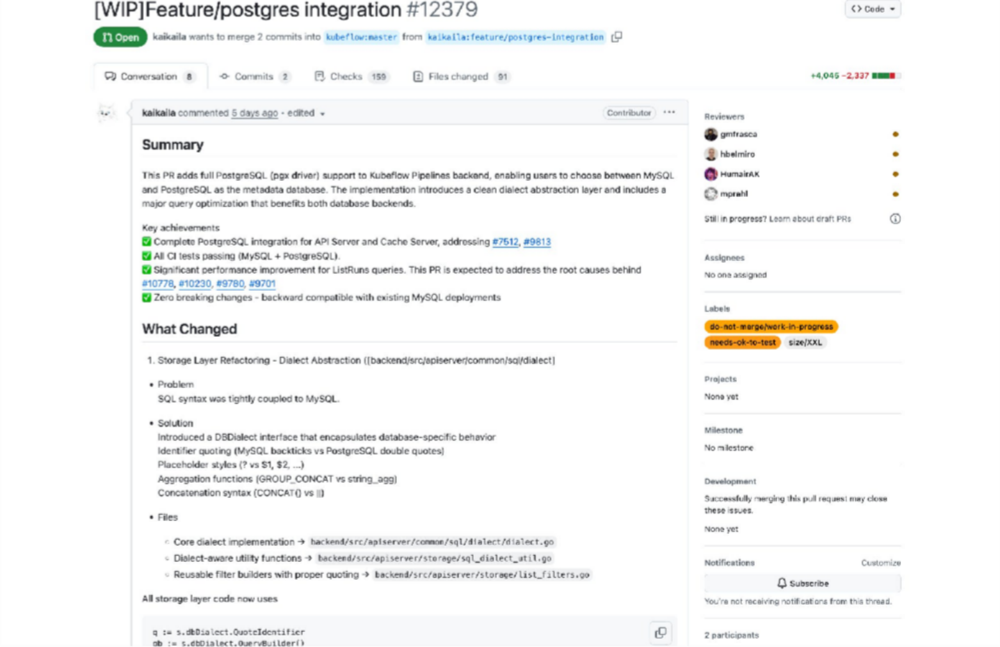 [WIP]Feature/postgres integration #12379
<> Code
Open kaikaila wants to merge 2 commits into kubeflow:master from kaikaila:feature/postgres-integration
Conversation 8 Commits 2 Checks 159 Files changed 91
+4,046 −2,337
kaikaila commented 5 days ago · edited
Contributor ···
Summary
This PR adds full PostgreSQL (pgx driver) support to Kubeflow Pipelines backend, enabling users to choose between MySQL
and PostgreSQL as the metadata database. The implementation introduces a clean dialect abstraction layer and includes a
major query optimization that benefits both database backends.
Key achievements
✅ Complete PostgreSQL integration for API Server and Cache Server, addressing #7512, #9813
✅ All CI tests passing (MySQL + PostgreSQL).
✅ Significant performance improvement for ListRuns queries. This PR is expected to address the root causes behind
#10778, #10230, #9780, #9701
✅ Zero breaking changes - backward compatible with existing MySQL deployments
What Changed
1. Storage Layer Refactoring - Dialect Abstraction ([backend/src/apiserver/common/sql/dialect]
• Problem
SQL syntax was tightly coupled to MySQL.
• Solution
Introduced a DBDialect interface that encapsulates database-specific behavior
Identifier quoting (MySQL backticks vs PostgreSQL double quotes)
Placeholder styles (? vs $1, $2, ...)
Aggregation functions (GROUP_CONCAT vs string_agg)
Concatenation syntax (CONCAT() vs ||)
• Files
◦ Core dialect implementation → backend/src/apiserver/common/sql/dialect/dialect.go
◦ Dialect-aware utility functions → backend/src/apiserver/storage/sql_dialect_util.go
◦ Reusable filter builders with proper quoting → backend/src/apiserver/storage/list_filters.go
All storage layer code now uses
q := s.dbDialect.QuoteIdentifier
qb := s.dbDialect.QueryBuilder()
Reviewers
gmfrasca
hbelmiro
HumairAK
mprahl
Still in progress? Learn about draft PRs
Assignees
No one assigned
Labels
do-not-merge/work-in-progress
needs-ok-to-test size/XXL
Projects
None yet
Milestone
No milestone
Development
Successfully merging this pull request may close
these issues.
None yet
Notifications Customize
Subscribe
You're not receiving notifications from this thread.
2 participants